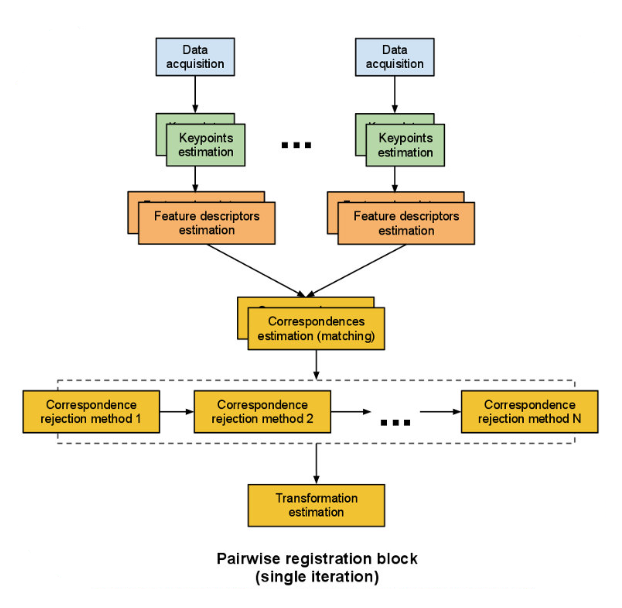 Data
acquisition
Data
acquisition
Keypoints
estimation
Keypoints
estimation
Feature descriptors
estimation
Feature descriptors
estimation
Correspondences
estimation (matching)
Correspondence
rejection method 1
Correspondence
rejection method 2
Correspondence
rejection method N
Transformation
estimation
Pairwise registration block
(single iteration)